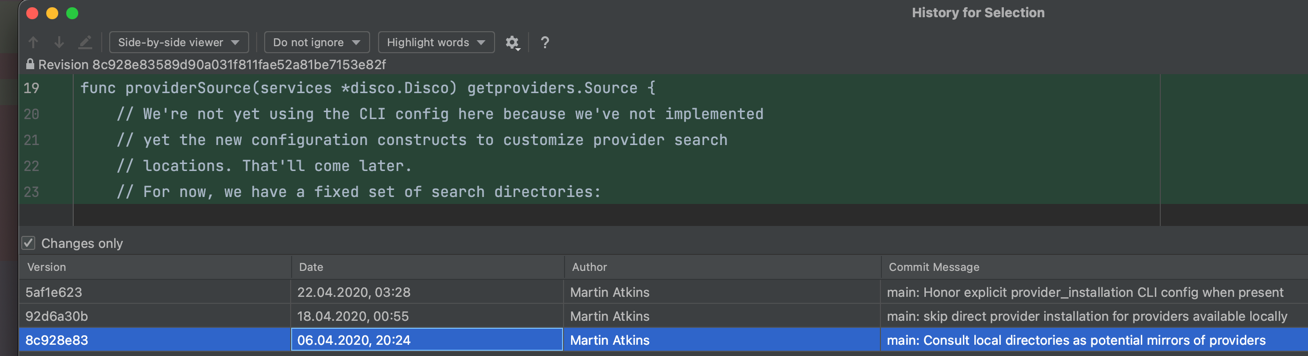 History for Selection
Side-by-side viewer Do not ignore Highlight words ?
Revision 8c928e83589d90a031f811fae52a81be7153e82f
19 func providerSource(services *disco.Disco) getproviders.Source {
20 // We're not yet using the CLI config here because we've not implemented
21 // yet the new configuration constructs to customize provider search
22 // locations. That'll come later.
23 // For now, we have a fixed set of search directories:
Changes only
Version Date Author Commit Message
5af1e623 22.04.2020, 03:28 Martin Atkins main: Honor explicit provider_installation CLI config when present
92d6a30b 18.04.2020, 00:55 Martin Atkins main: skip direct provider installation for providers available locally
8c928e83 06.04.2020, 20:24 Martin Atkins main: Consult local directories as potential mirrors of providers